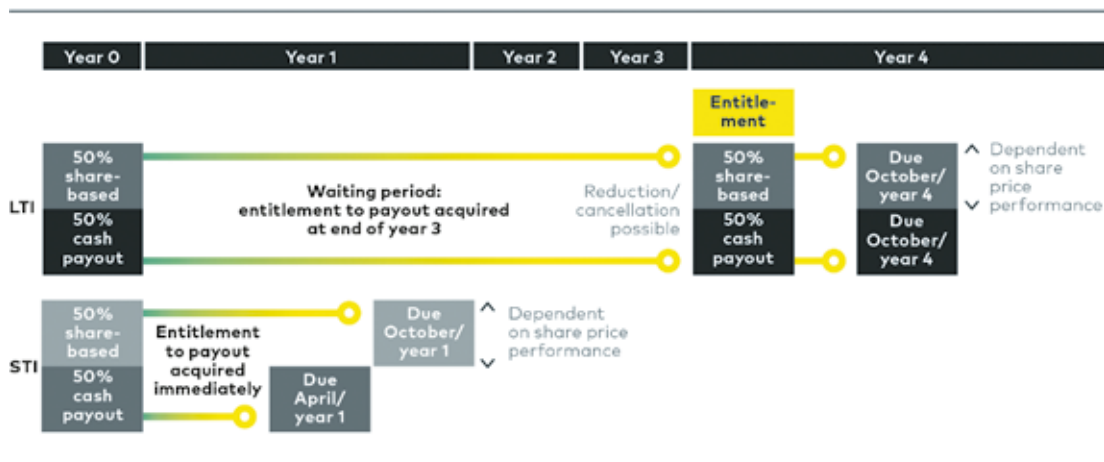 Year 0
Year 1
Year 2
Year 3
Year 4
Entitle-
ment
LTI
50%
share-
based
50%
cash
payout
Waiting period:
entitlement to payout acquired
at end of year 3
Reduction/
cancellation
possible
50%
share-
based
50%
cash
payout
Due
October/
year 4
Due
October/
year 4
Dependent
on share
price
performance
STI
50%
share-
based
50%
cash
payout
Entitlement
to payout
acquired
immediately
Due
October/
year 1
Due
April/
year 1
Dependent
on share price
performance